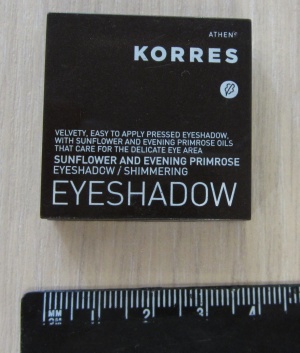 ATHENS
KORRES
VELVETY, EASY TO APPLY PRESSED EYESHADOW,
WITH SUNFLOWER AND EVENING PRIMROSE OILS
THAT CARE FOR THE DELICATE EYE AREA
SUNFLOWER AND EVENING PRIMROSE
EYESHADOW / SHIMMERING
EYESHADOW
MM
1 2 3 4